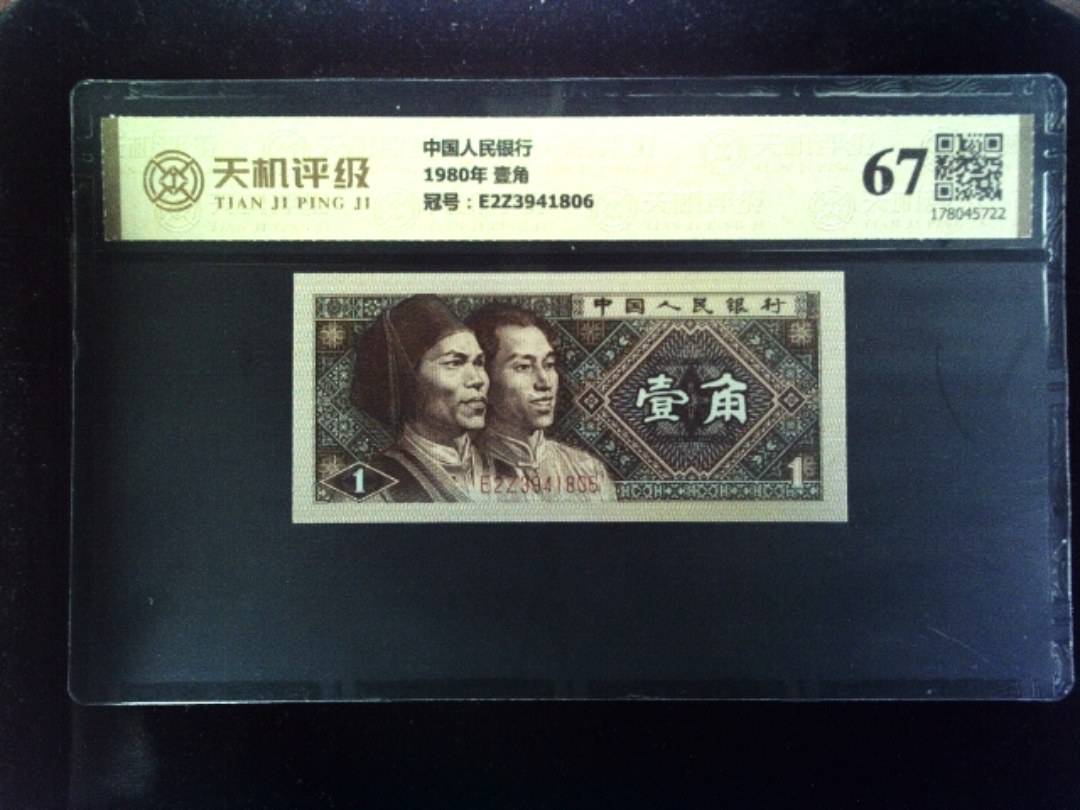 天机评级
TIAN JI PING JI
中国人民银行
1980年 壹角
冠号：E2Z3941806
67
178045722
中国人民银行
壹角
1
E2Z3941806
1